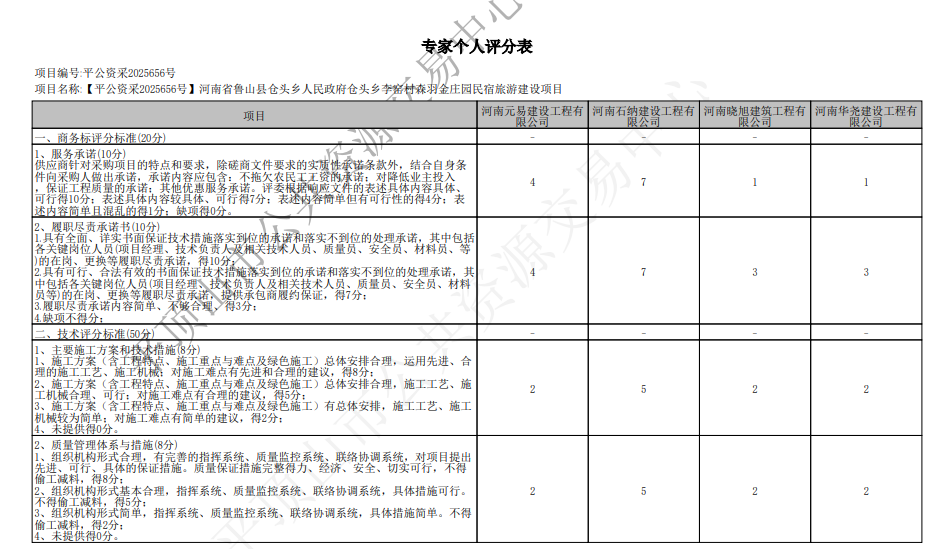 专家个人评分表
项目编号:平公资采2025656号
项目名称:【平公资采2025656号】河南省鲁山县仓头乡人民政府仓头乡李窑村森羽金庄园民宿旅游建设项目
项目 河南元易建设工程有限公司 河南石纳建设工程有限公司 河南晓旭建筑工程有限公司 河南华尧建设工程有限公司
一、商务标评分标准(20分) - - - -
1、服务承诺(10分)
供应商针对采购项目的特点和要求，除磋商文件要求的实质性承诺条款外，结合自身条
件向采购人做出承诺，承诺内容应包含：不拖欠农民工工资的承诺；对降低业主投入
，保证工程质量的承诺；其他优惠服务承诺。评委根据响应文件的表述具体内容具体、
可行得10分；表述具体内容较具体、可行得7分；表述内容简单但有可行性的得4分；表
述内容简单且混乱的得1分；缺项得0分。
4 7 1 1
2、履职尽责承诺书(10分)
1.具有全面、详实书面保证技术措施落实到位的承诺和落实不到位的处理承诺，其中包括
各关键岗位人员(项目经理、技术负责人及相关技术人员、质量员、安全员、材料员、等
)的在岗、更换等履职尽责承诺，得10分；
2.具有可行、合法有效的书面保证技术措施落实到位的承诺和落实不到位的处理承诺，其
中包括各关键岗位人员(项目经理、技术负责人及相关技术人员、质量员、安全员、材料
员等)的在岗、更换等履职尽责承诺、提供承包商履约保证，得7分；
3.履职尽责承诺内容简单、不够合理、得3分；
4.缺项不得分；
4 7 3 3
二、技术评分标准(50分) - - - -
1、主要施工方案和技术措施(8分)
1、施工方案（含工程特点、施工重点与难点及绿色施工）总体安排合理，运用先进、合
理的施工工艺、施工机械；对施工难点有先进和合理的建议，得8分；
2、施工方案（含工程特点、施工重点与难点及绿色施工）总体安排合理，施工工艺、施
工机械合理、可行；对施工难点有合理的建议，得5分；
3、施工方案（含工程特点、施工重点与难点及绿色施工）有总体安排，施工工艺、施工
机械较为简单；对施工难点有简单的建议，得2分；
4、未提供得0分。
2 5 2 2
2、质量管理体系与措施(8分)
1、组织机构形式合理，有完善的指挥系统、质量监控系统、联络协调系统，对项目提出
先进、可行、具体的保证措施。质量保证措施完整得力、经济、安全、切实可行，不得
偷工减料，得8分；
2、组织机构形式基本合理，指挥系统、质量监控系统、联络协调系统，具体措施可行。
不得偷工减料，得5分；
3、组织机构形式简单，指挥系统、质量监控系统、联络协调系统，具体措施简单。不得
偷工减料，得2分；
4、未提供得0分。
2 5 2 2
平顶山市公共资源交易中心
平顶山市公共资源交易中心